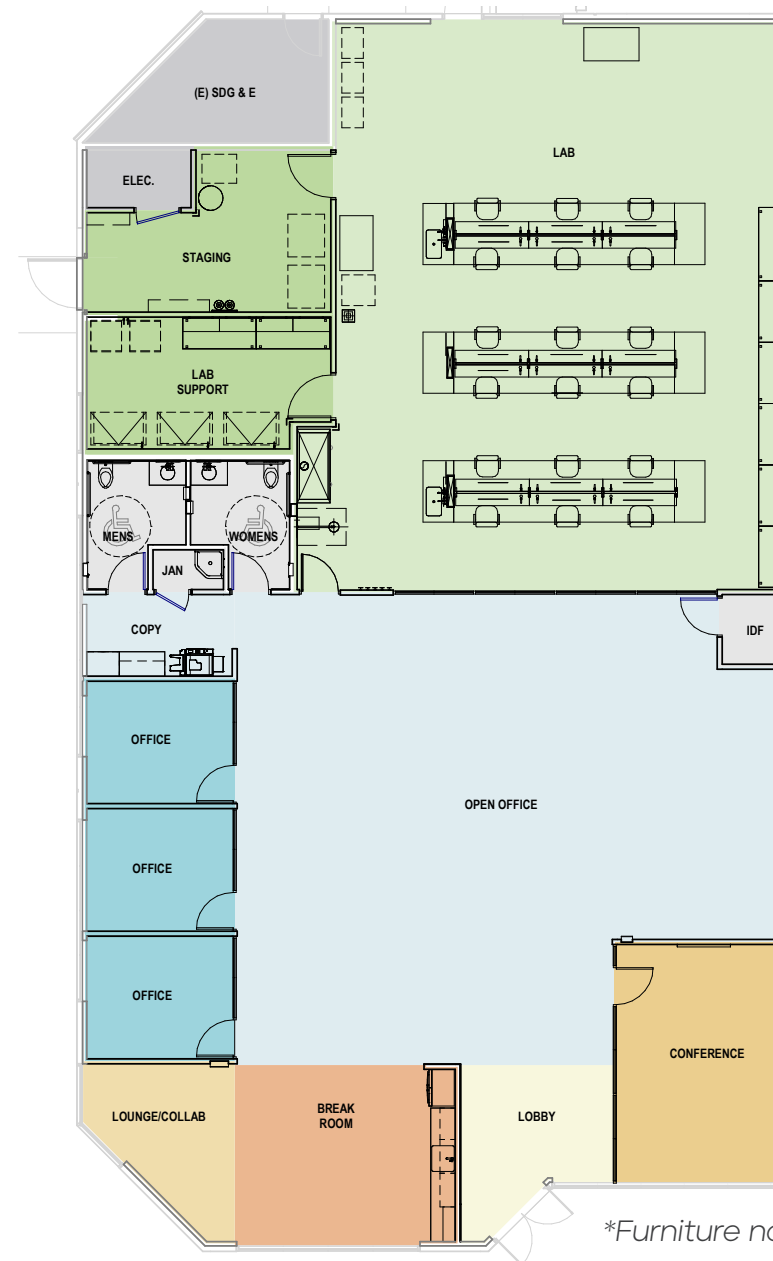 (E) SDG & E
LAB
ELEC.
STAGING
LAB
SUPPORT
MENS
WOMENS
JAN
COPY
IDF
OFFICE
OPEN OFFICE
OFFICE
OFFICE
CONFERENCE
LOUNGE/COLLAB
BREAK
ROOM
LOBBY
*Furniture